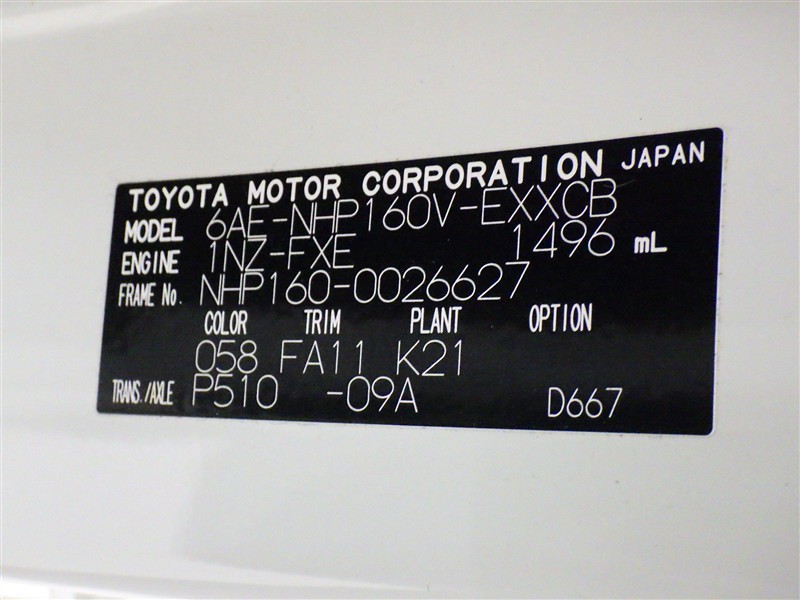 TOYOTA MOTOR CORPORATION JAPAN
MODEL 6AE-NHP160V-EXXCB
ENGINE 1NZ-FXE 1496 mL
FRAME No. NHP160-0026627
COLOR TRIM PLANT OPTION
058 FA11 K21
TRANS./AXLE P510 -09A D667